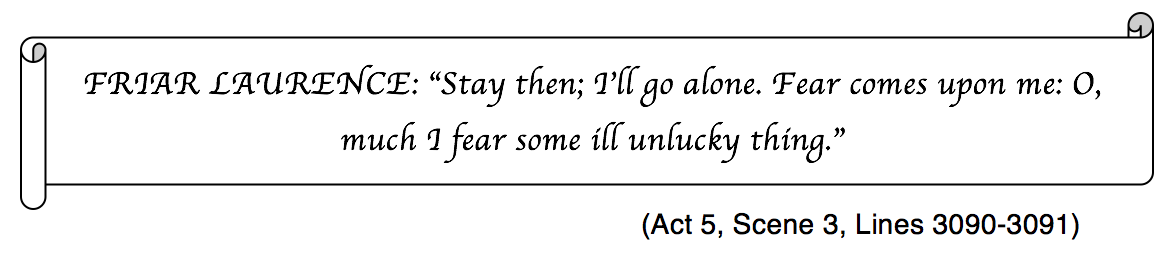 FRIAR LAURENCE: “Stay then; I’ll go alone. Fear comes upon me: O,
much I fear some ill unlucky thing.”
(Act 5, Scene 3, Lines 3090-3091)